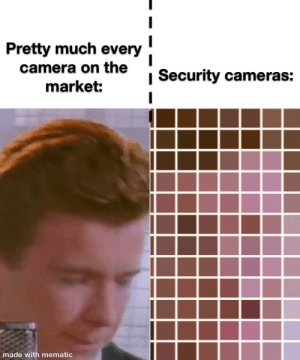 Pretty much every
camera on the
market:
Security cameras:
made with mematic